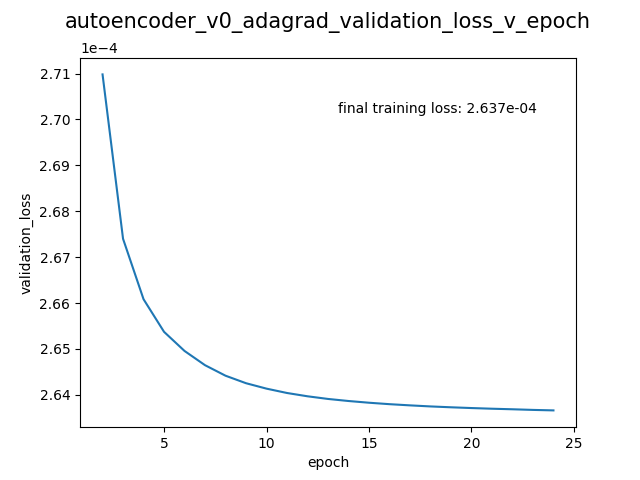 autoencoder_v0_adagrad_validation_loss_v_epoch
1e−4
2.71
2.70
2.69
2.68
2.67
2.66
2.65
2.64
validation_loss
final training loss: 2.637e-04
5
10
15
20
25
epoch